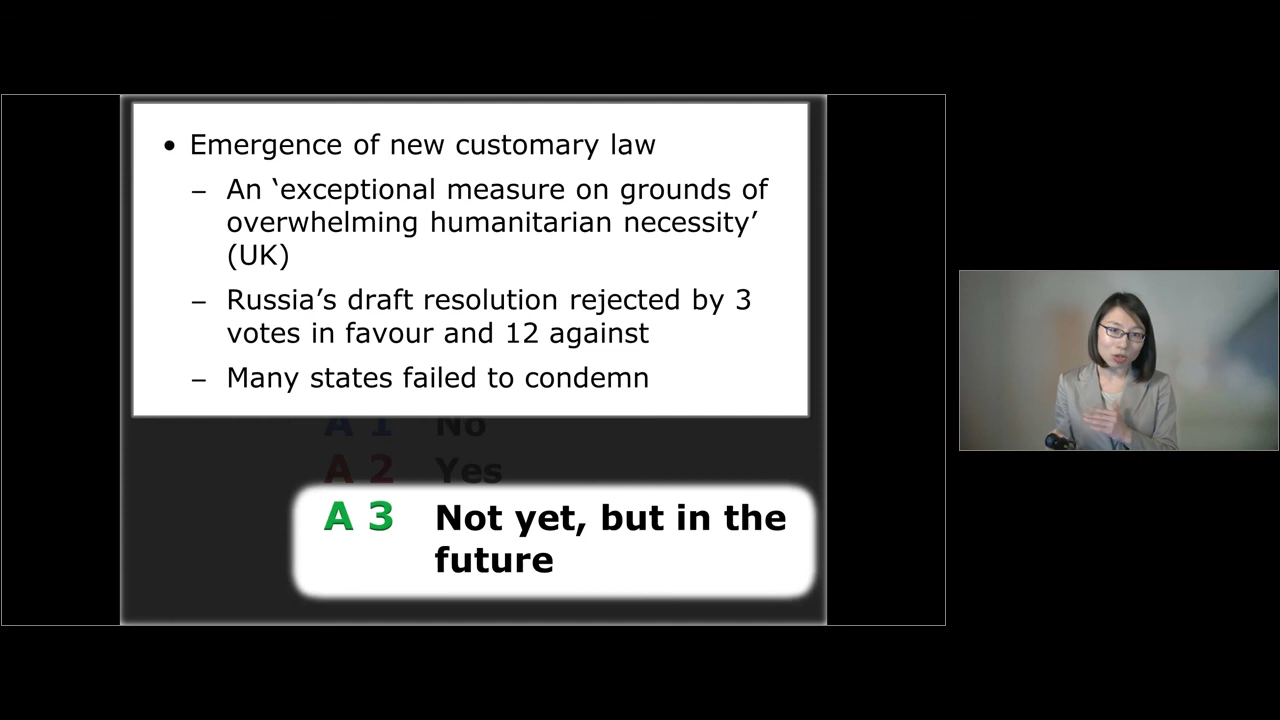 • Emergence of new customary law
– An ‘exceptional measure on grounds of
overwhelming humanitarian necessity’
(UK)
– Russia’s draft resolution rejected by 3
votes in favour and 12 against
– Many states failed to condemn
A 1 No
A 2 Yes
A 3 Not yet, but in the
future